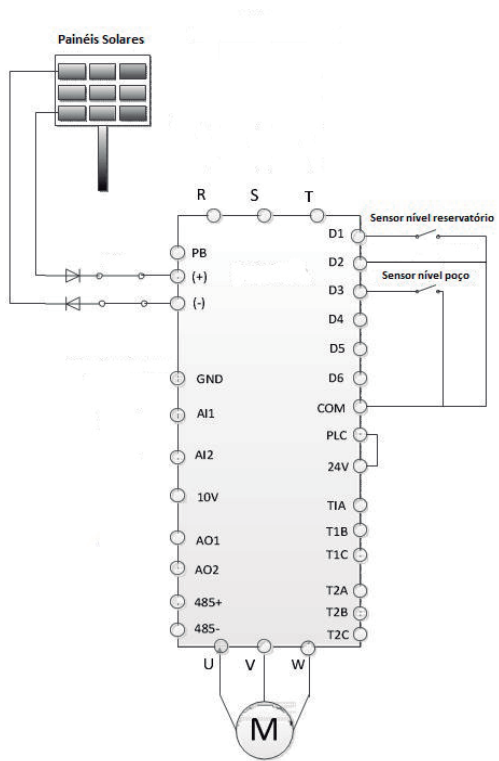 Painéis Solares
R S T
Sensor nível reservatório
D1
PB
D2
(+)
Sensor nível poço
D3
(-)
D4
D5
GND
D6
AI1
COM
PLC
AI2
24V
10V
TIA
T1B
AO1
T1C
AO2
T2A
485+
T2B
485-
T2C
U V W
M